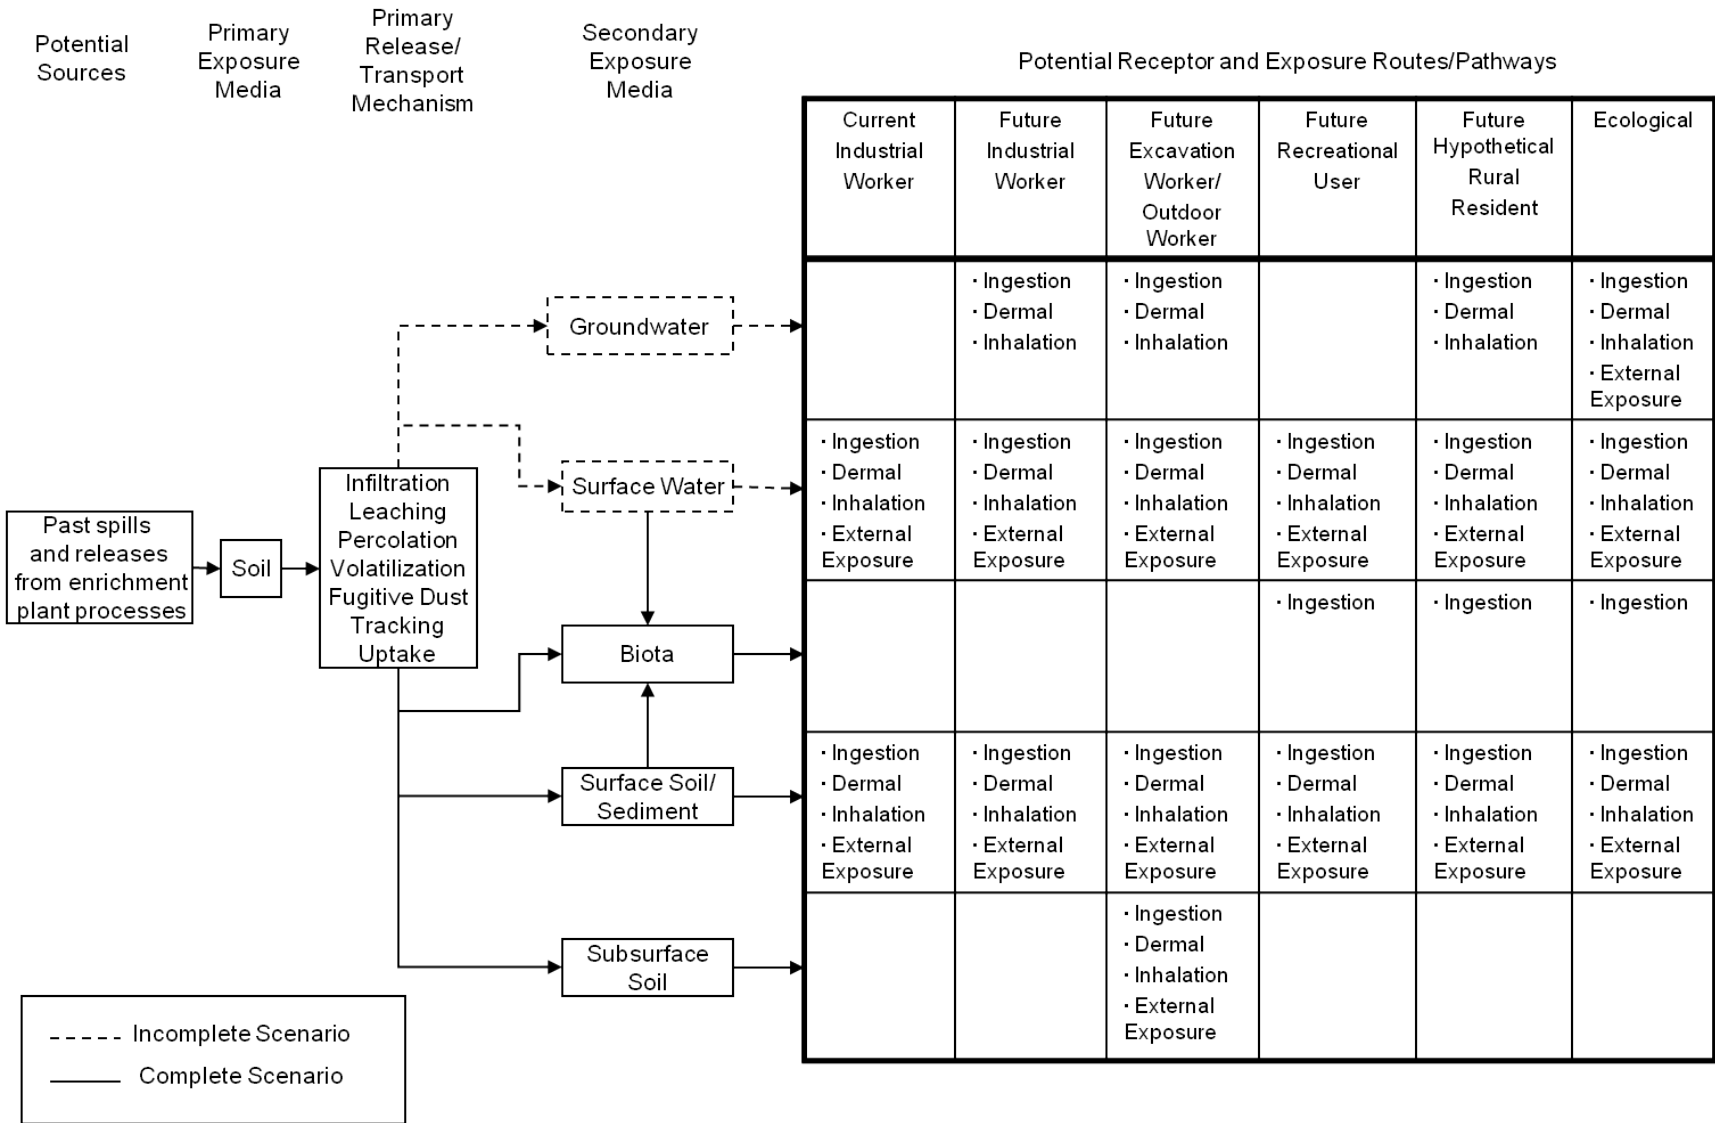 Potential
Sources
Primary
Exposure
Media
Primary
Release/
Transport
Mechanism
Secondary
Exposure
Media
Potential Receptor and Exposure Routes/Pathways
Current
Industrial
Worker
Future
Industrial
Worker
Future
Excavation
Worker/
Outdoor
Worker
Future
Recreational
User
Future
Hypothetical
Rural
Resident
Ecological
Past spills
and releases
from enrichment
plant processes
Soil
Infiltration
Leaching
Percolation
Volatilization
Fugitive Dust
Tracking
Uptake
Groundwater
· Ingestion
· Dermal
· Inhalation
· Ingestion
· Dermal
· Inhalation
· Ingestion
· Dermal
· Inhalation
· Ingestion
· Dermal
· Inhalation
· External
Exposure
Surface Water
· Ingestion
· Dermal
· Inhalation
· External
Exposure
· Ingestion
· Dermal
· Inhalation
· External
Exposure
· Ingestion
· Dermal
· Inhalation
· External
Exposure
· Ingestion
· Dermal
· Inhalation
· External
Exposure
· Ingestion
· Dermal
· Inhalation
· External
Exposure
· Ingestion
· Dermal
· Inhalation
· External
Exposure
Biota
· Ingestion
· Ingestion
· Ingestion
Surface Soil/
Sediment
· Ingestion
· Dermal
· Inhalation
· External
Exposure
· Ingestion
· Dermal
· Inhalation
· External
Exposure
· Ingestion
· Dermal
· Inhalation
· External
Exposure
· Ingestion
· Dermal
· Inhalation
· External
Exposure
· Ingestion
· Dermal
· Inhalation
· External
Exposure
· Ingestion
· Dermal
· Inhalation
· External
Exposure
Subsurface
Soil
· Ingestion
· Dermal
· Inhalation
· External
Exposure
Incomplete Scenario
Complete Scenario